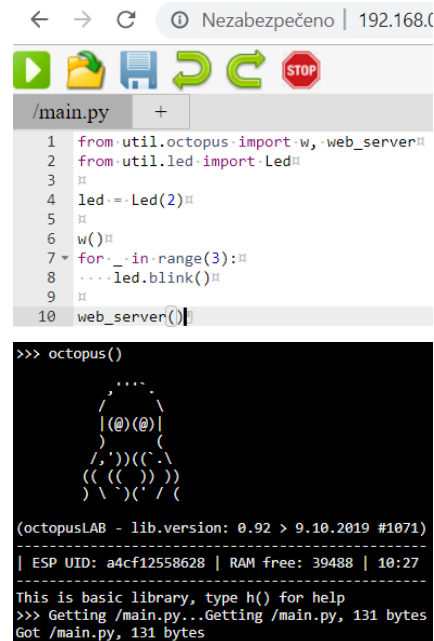 Nezabezpečeno | 192.168.0
STOP
/main.py +
1 from util.octopus import w, web_server
2 from util.led import Led
3
4 led = Led(2)
5
6 w()
7 for _ in range(3):
8     led.blink()
9
10 web_server()
>>> octopus()
      ,'''`.
     /      \
     |(@)(@)|
     )      (
    /,'))((`.\
   (( ((  )) ))
   ) \ `)(' / (
(octopusLAB - lib.version: 0.92 > 9.10.2019 #1071)
--------------------------------------------------
| ESP UID: a4cf12558628 | RAM free: 39488 | 10:27
--------------------------------------------------
This is basic library, type h() for help
>>> Getting /main.py...Getting /main.py, 131 bytes
Got /main.py, 131 bytes